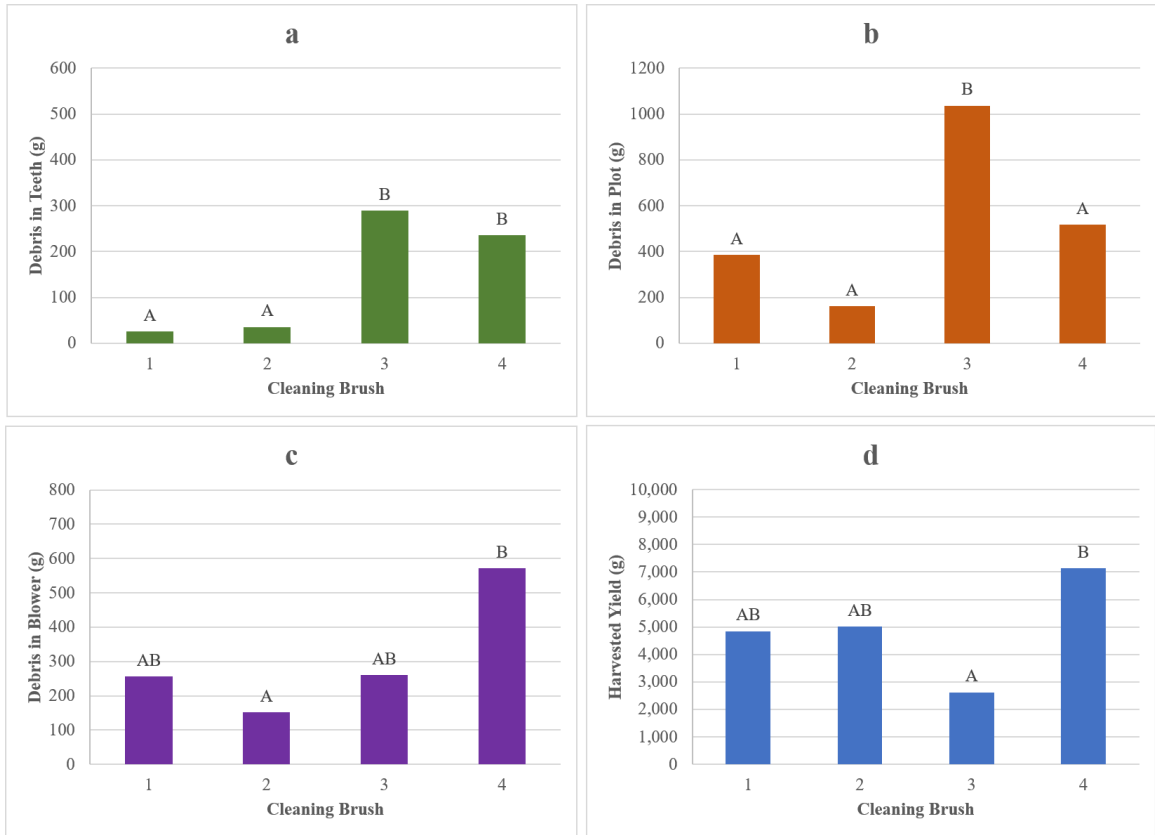 a
600
500
400
300
200
100
0
Debris in Teeth (g)
A
A
B
B
1 2 3 4
Cleaning Brush
b
1200
1000
800
600
400
200
0
Debris in Plot (g)
A
A
B
A
1 2 3 4
Cleaning Brush
c
800
700
600
500
400
300
200
100
0
Debris in Blower (g)
AB
A
AB
B
1 2 3 4
Cleaning Brush
d
10,000
9,000
8,000
7,000
6,000
5,000
4,000
3,000
2,000
1,000
0
Harvested Yield (g)
AB
AB
A
B
1 2 3 4
Cleaning Brush